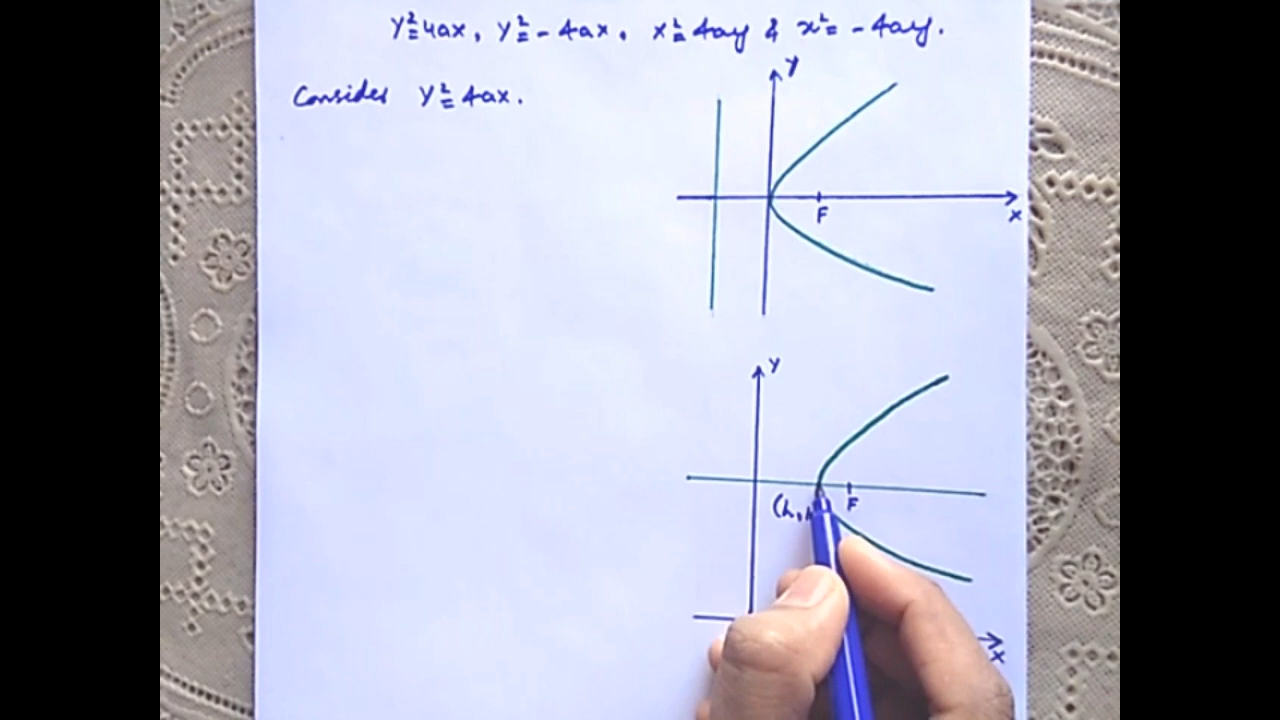 y²=4ax, y²=-4ax, x²=4ay & x²=-4ay.
Consider y²=4ax.
Y
F
X
Y
F
(h,
X